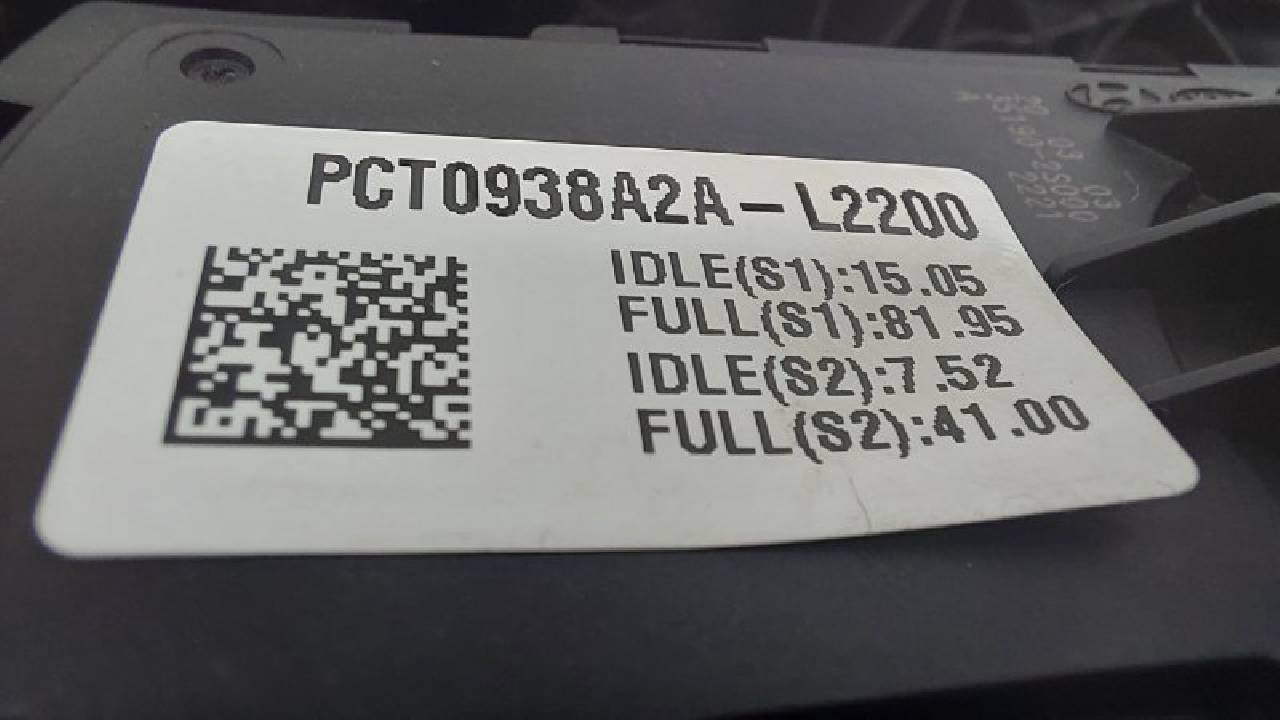 PCT0938A2A-L2200
IDLE(S1):15.05
FULL(S1):81.95
IDLE(S2):7.52
FULL(S2):41.00